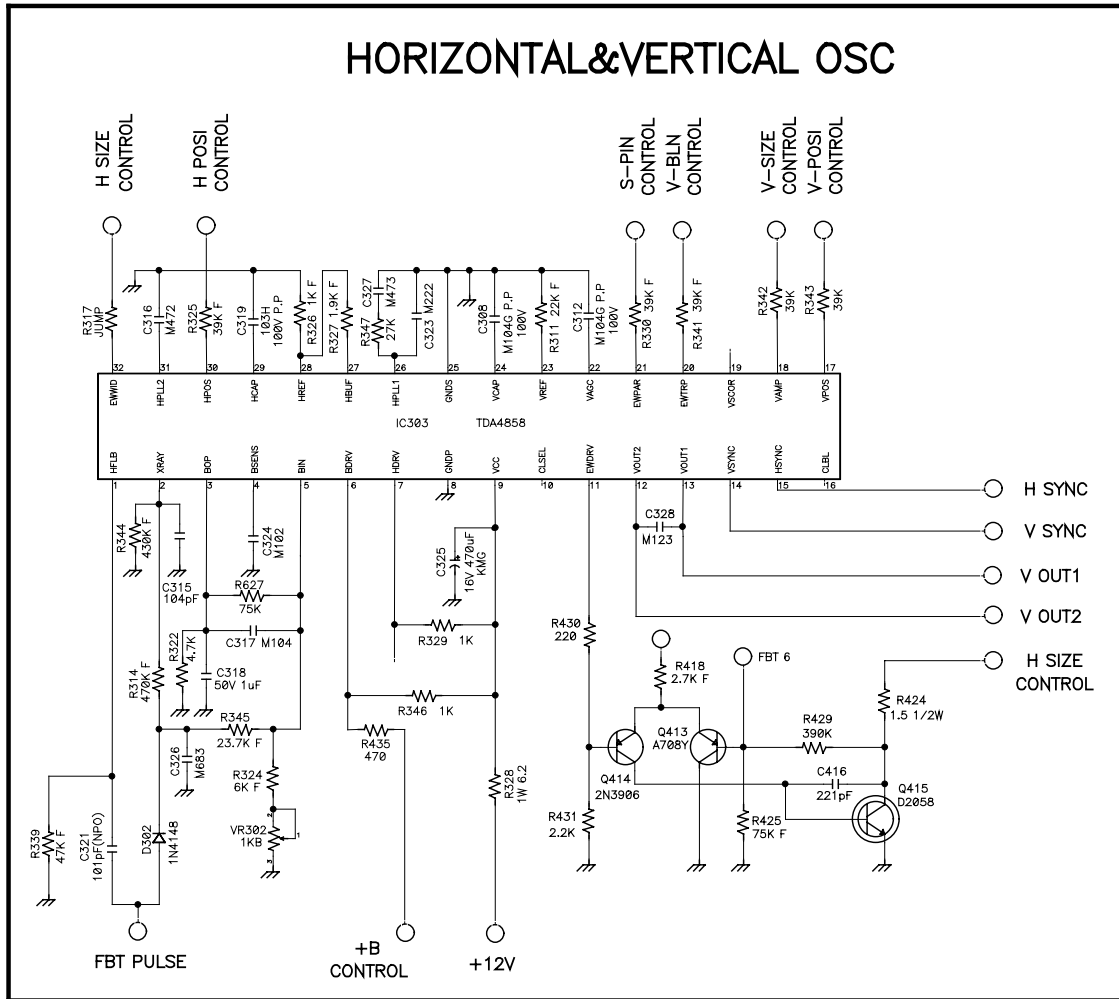 HORIZONTAL&VERTICAL OSC
H SIZE
CONTROL
H POSI
CONTROL
S-PIN
CONTROL
V-BLN
CONTROL
V-SIZE
CONTROL
V-POSI
CONTROL
R317
JUMP
C316
M472
R325
39K F
C319
103H
100V P.P
R326 1K F
R327 1.9K F
C327
M473
R347
27K
C323 M222
C308
M104G P.P
100V
R311 22K F
C312
M104G P.P
100V
R330 39K F
R341 39K F
R342
39K
R343
39K
32 31 30 29 28 27 26 25 24 23 22 21 20 19 18 17
EWWID HPLL2 HPOS HCAP HREF HBUF HPLL1 GNDS VCAP VREF VAGC EWPAR EWTRP VSCOR VAMP VPOS
IC303 TDA4858
HFLB XRAY BOP BSENS BIN BDRV HDRV GNDP VCC CLSEL EWDRV VOUT2 VOUT1 VSYNC HSYNC CLBL
1 2 3 4 5 6 7 8 9 10 11 12 13 14 15 16
H SYNC
V SYNC
V OUT1
V OUT2
H SIZE
CONTROL
R344
430K F
C315
104pF
C324
M102
C325
16V 470uF
KMG
C328
M123
R627
75K
C317 M104
R322
4.7K
C318
50V 1uF
R314
470K F
R329 1K
R346 1K
R435
470
R345
23.7K F
C326
M683
R324
6K F
VR302
1KB
2
1
3
R328
1W 6.2
R430
220
R418
2.7K F
FBT 6
R424
1.5 1/2W
R429
390K
Q413
A708Y
Q414
2N3906
C416
221pF
Q415
D2058
R431
2.2K
R425
75K F
R339
47K F
C321
101pF(NPO)
D302
1N4148
FBT PULSE
+B
CONTROL
+12V